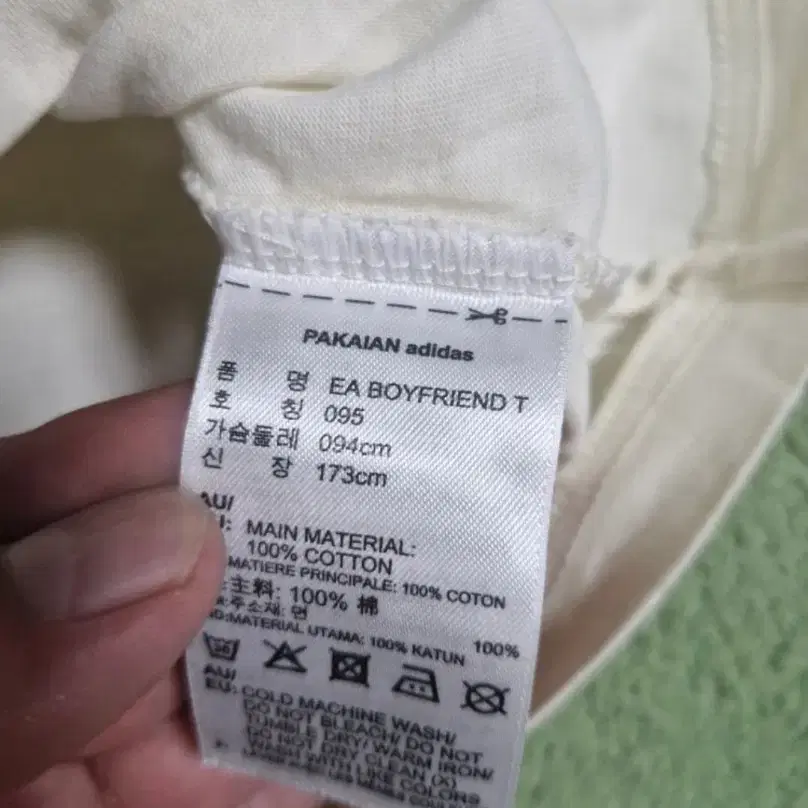 PAKAIAN adidas
품 명 EA BOYFRIEND T
호 칭 095
가슴둘레 094cm
신 장 173cm
AU/
MAIN MATERIAL:
100% COTTON
MATIERE PRINCIPALE: 100% COTON
主料: 100% 棉
주소재: 면 100%
MATERIAL UTAMA: 100% KATUN
AU/
EU: COLD MACHINE WASH/
DO NOT BLEACH/ DO NOT
TUMBLE DRY/ WARM IRON/
DO NOT DRY CLEAN (X)
WASH WITH LIKE COLORS